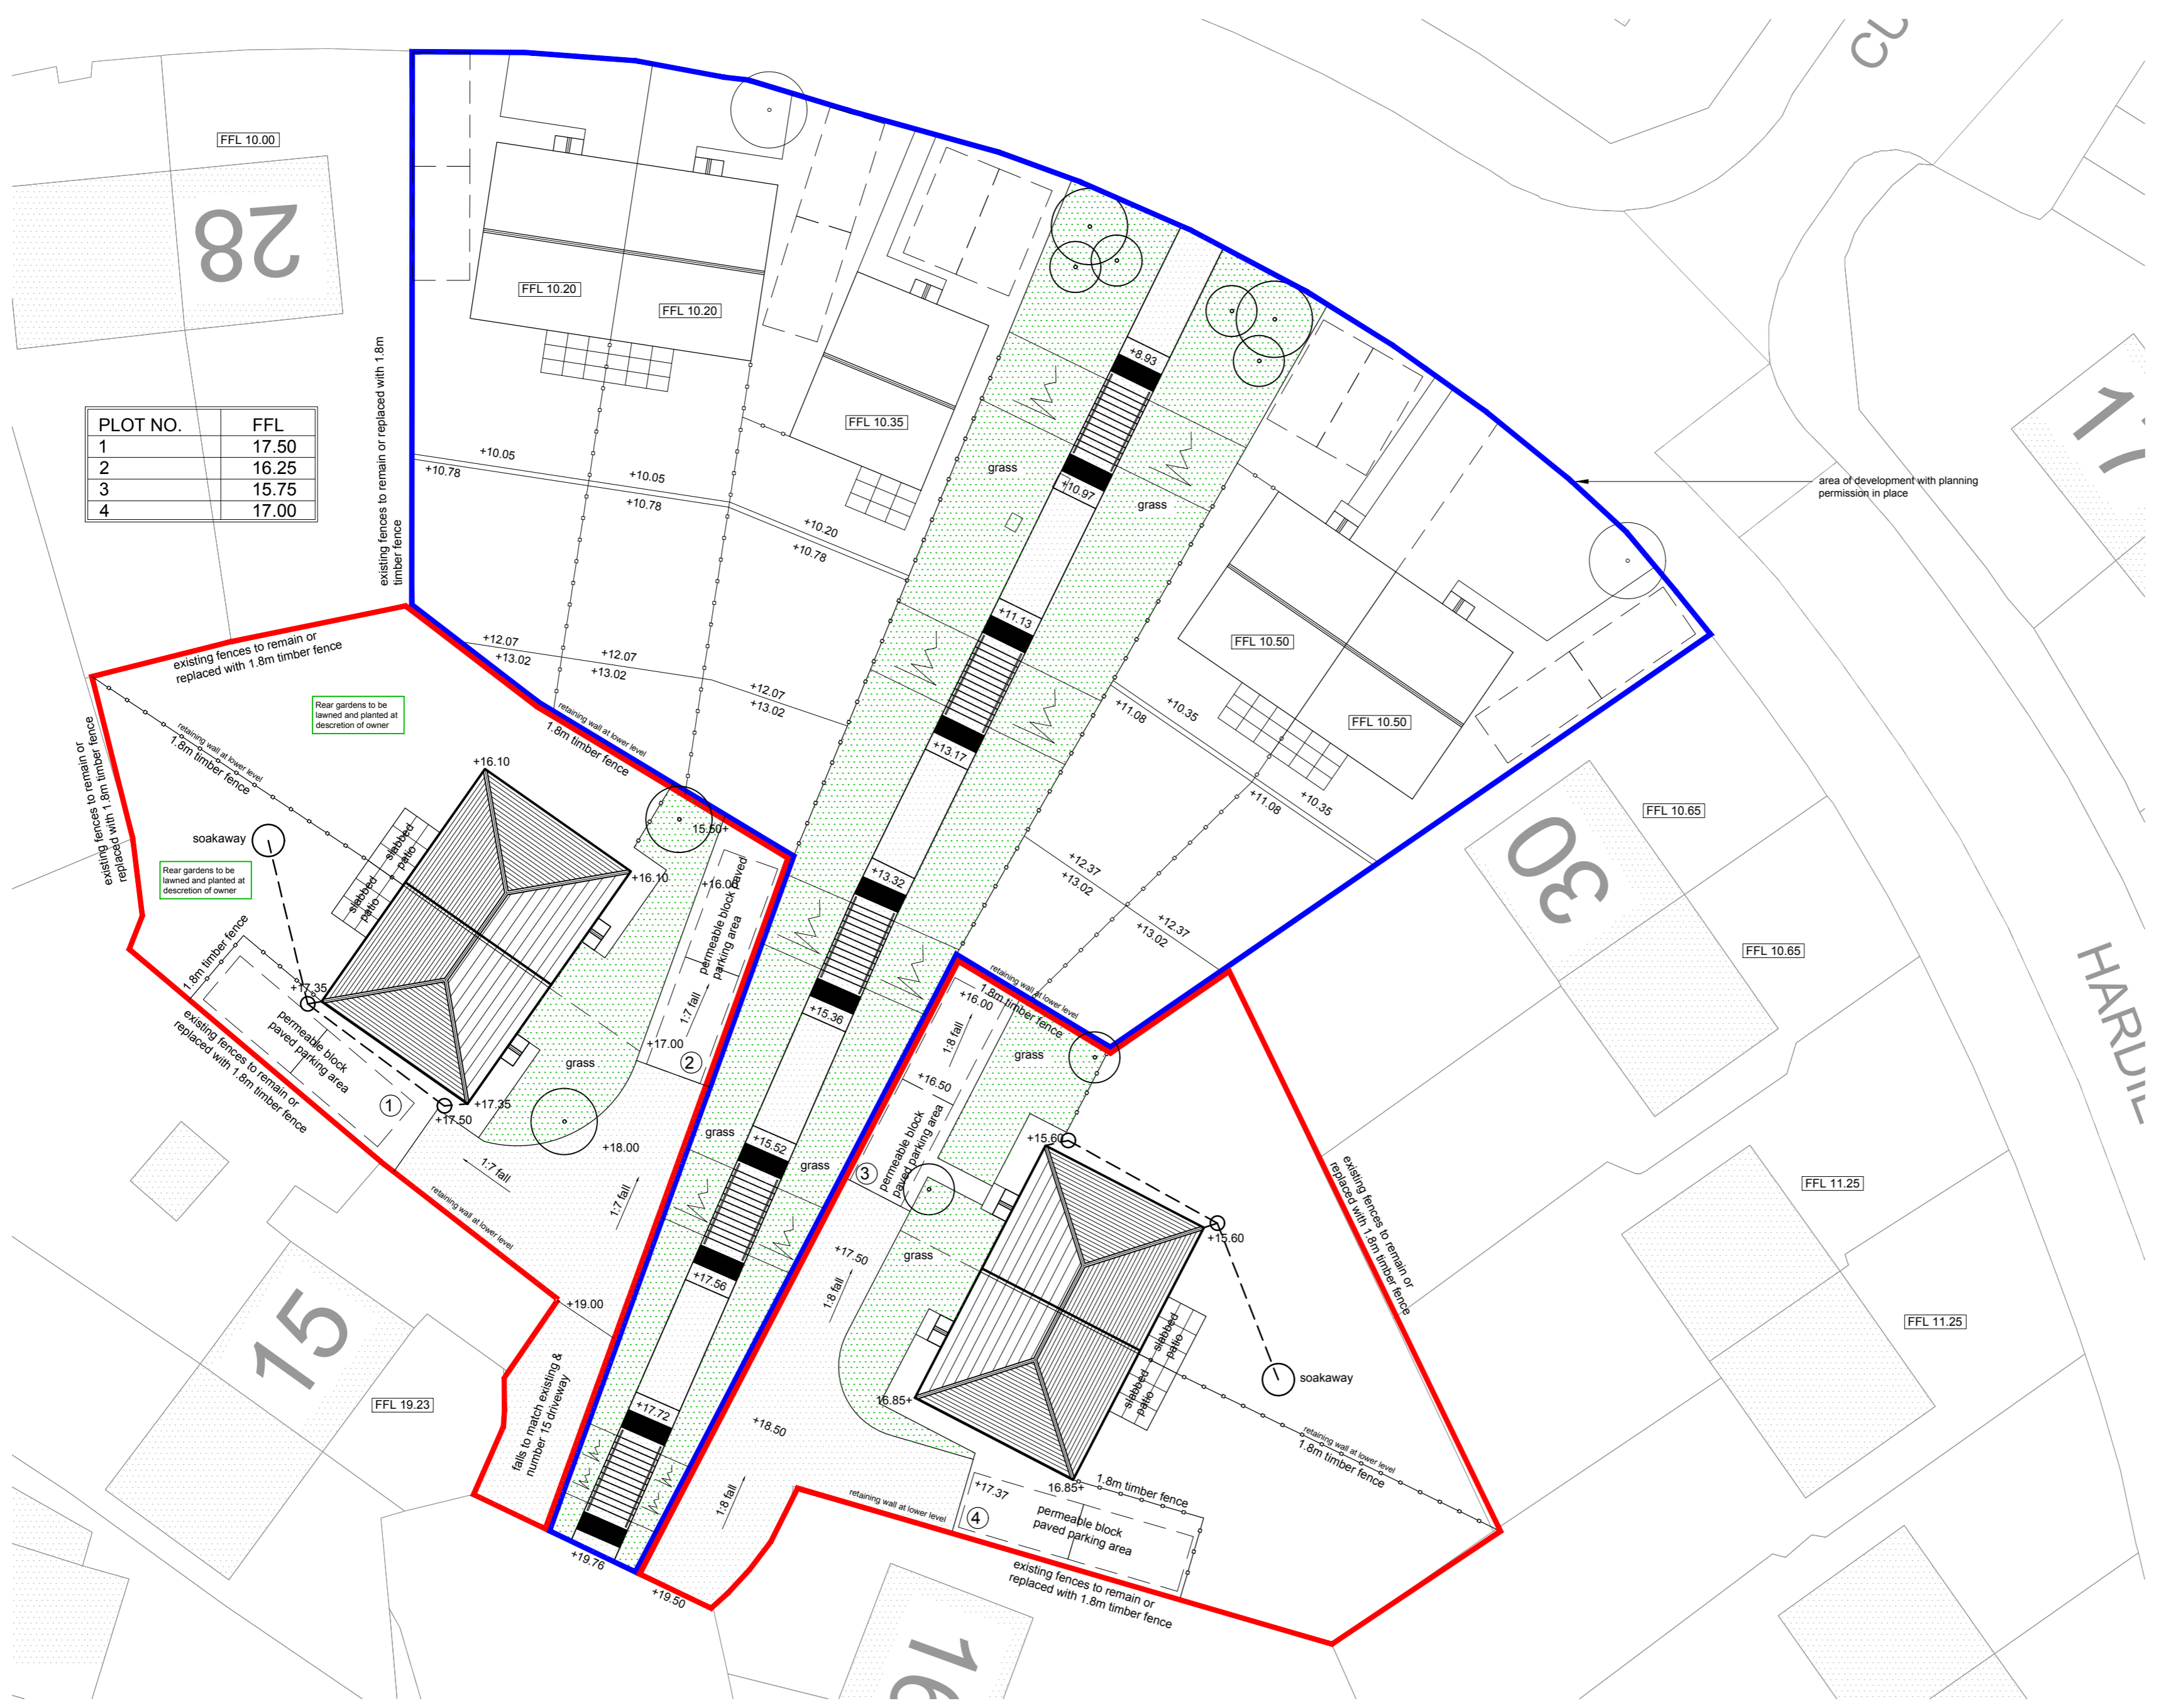 CU
FFL 10.00
28
PLOT NO. FFL
1 17.50
2 16.25
3 15.75
4 17.00
existing fences to remain or replaced with 1.8m
timber fence
FFL 10.20
FFL 10.20
FFL 10.35
+8.93
grass
+10.97
grass
17
area of development with planning
permission in place
+10.05
+10.78
+10.05
+10.78
+10.20
+10.78
+11.13
+13.17
FFL 10.50
FFL 10.50
+12.07
+13.02
+12.07
+13.02
+12.07
+13.02
+10.35
+11.08
+10.35
+11.08
+12.37
+13.02
+12.37
+13.02
30
FFL 10.65
FFL 10.65
HARDIE
FFL 11.25
FFL 11.25
existing fences to remain or
replaced with 1.8m timber fence
Rear gardens to be
lawned and planted at
descretion of owner
retaining wall at lower level
1.8m timber fence
existing fences to remain or
replaced with 1.8m timber fence
retaining wall at lower level
1.8m timber fence
+16.10
soakaway
Rear gardens to be
lawned and planted at
descretion of owner
slabbed
patio
slabbed
patio
+16.10
15.50+
+16.00
permeable block paved
parking area
1:7 fall
+17.00
2
+13.32
+15.36
1.8m timber fence
+17.35
permeable block
paved parking area
1
existing fences to remain or
replaced with 1.8m timber fence
+17.35
+17.50
grass
+18.00
1:7 fall
1:7 fall
retaining wall at lower level
+19.00
grass
+15.52
grass
+17.56
15
FFL 19.23
falls to match existing &
number 15 driveway
+17.72
+19.76
+19.50
retaining wall at lower level
1.8m timber fence
+16.00
1:8 fall
+16.50
grass
permeable block
paved parking area
3
+15.60
+15.60
+17.50
grass
1:8 fall
existing fences to remain or
replaced with 1.8m timber fence
slabbed
patio
slabbed
patio
soakaway
16.85+
+18.50
1:8 fall
16.85+
1.8m timber fence
retaining wall at lower level
1.8m timber fence
retaining wall at lower level
+17.37
4
permeable block
paved parking area
existing fences to remain or
replaced with 1.8m timber fence
16